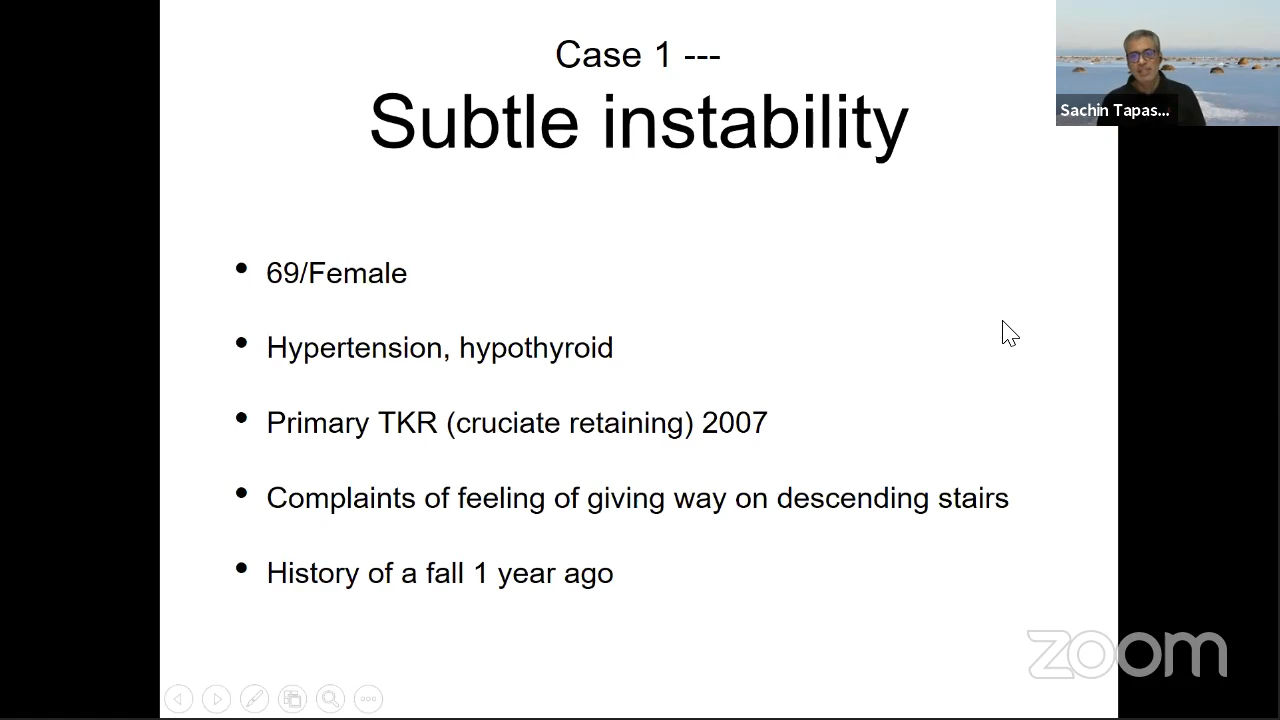 Case 1 ---
Subtle instability
Sachin Tapas...
• 69/Female
• Hypertension, hypothyroid
• Primary TKR (cruciate retaining) 2007
• Complaints of feeling of giving way on descending stairs
• History of a fall 1 year ago
zoom